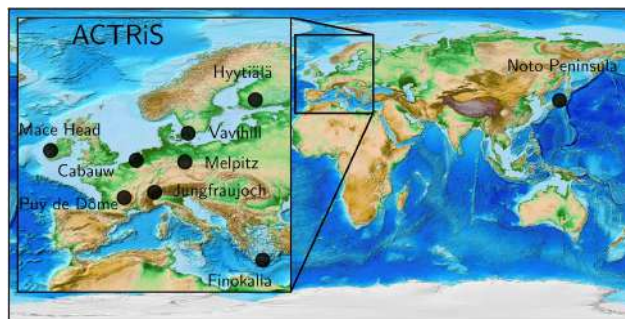 ACTRiS
Hyytiälä
Noto Peninsula
Mace Head
Vavihill
Cabauw
Melpitz
Jungfraujoch
Puy de Dôme
Finokalia